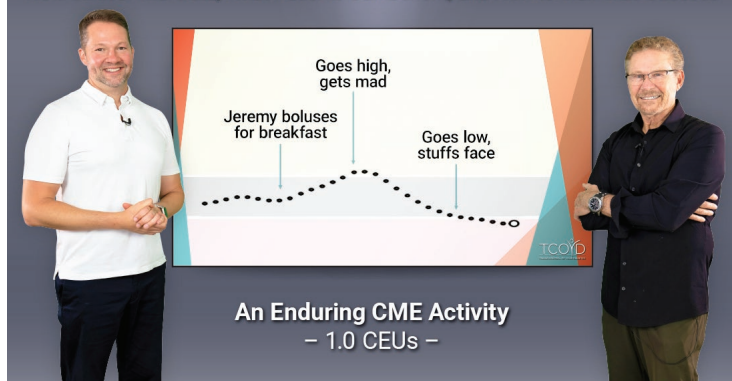 Goes high,
gets mad
Jeremy boluses
for breakfast
Goes low,
stuffs face
TCOYD
An Enduring CME Activity
– 1.0 CEUs –